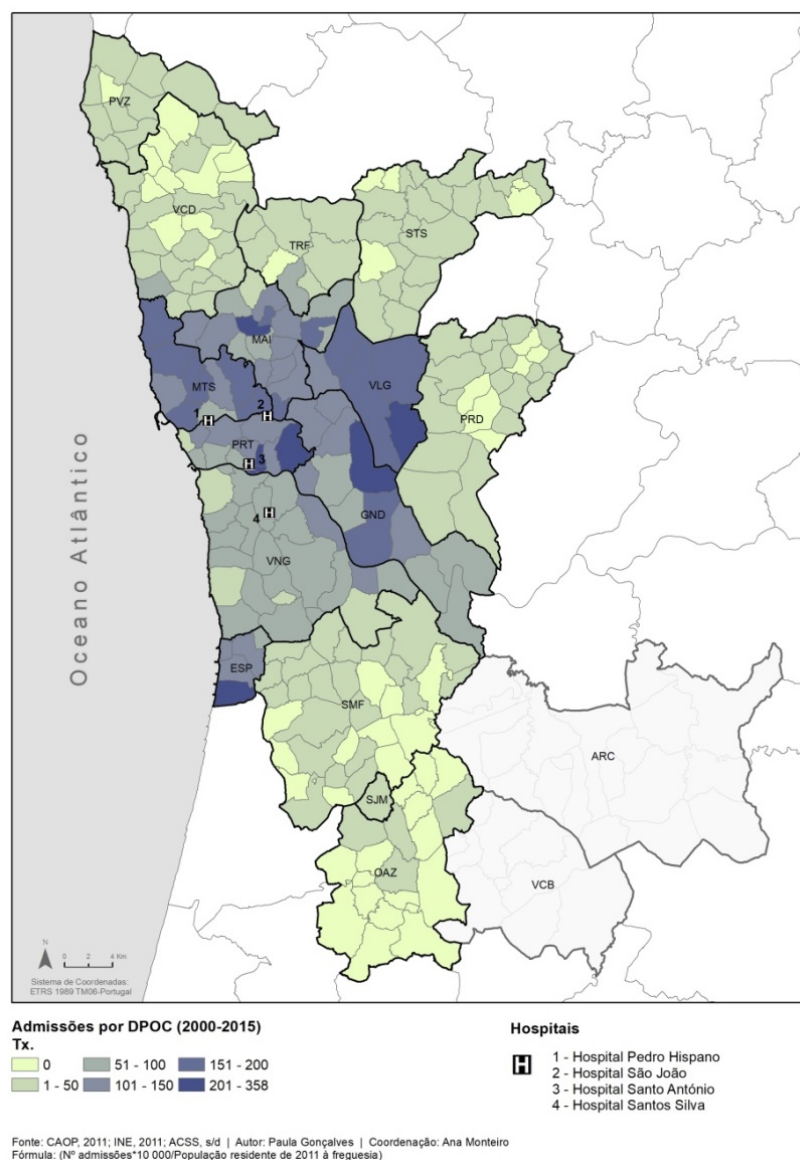 PVZ
VCD
TRF
STS
MAI
MTS
VLG
1
2
PRD
PRT
3
GND
4
VNG
Oceano Atlântico
ESP
SMF
ARC
SJM
OAZ
VCB
N
0 2 4 Km
Sistema de Coordenadas:
ETRS 1989 TM06-Portugal
Admissões por DPOC (2000-2015)
Tx.
0
51 - 100
151 - 200
1 - 50
101 - 150
201 - 358
Hospitais
H
1 - Hospital Pedro Hispano
2 - Hospital São João
3 - Hospital Santo António
4 - Hospital Santos Silva
Fonte: CAOP, 2011; INE, 2011; ACSS, s/d | Autor: Paula Gonçalves | Coordenação: Ana Monteiro
Fórmula: (Nº admissões*10 000/População residente de 2011 à freguesia)